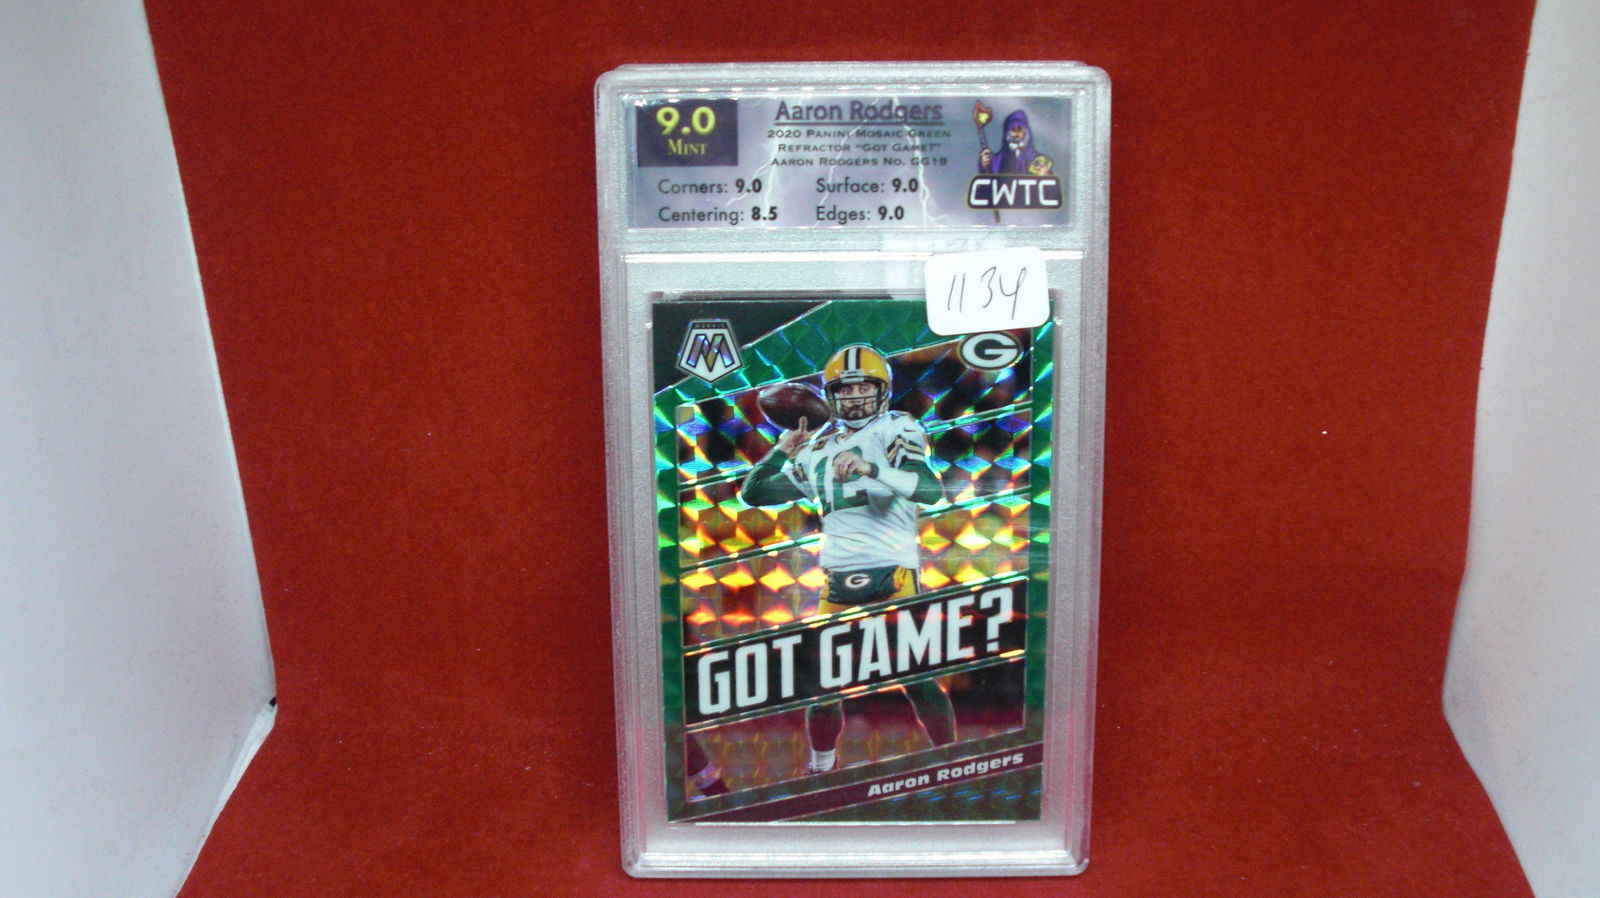 9.0
MINT
Aaron Rodgers
2020 PANINI MOSAIC GREEN
REFRACTOR "GOT GAME?"
AARON RODGERS NO. GG19
Corners: 9.0
Surface: 9.0
Centering: 8.5
Edges: 9.0
CWTC
1134
MOSAIC
M
G
12
G
GOT GAME?
Aaron Rodgers